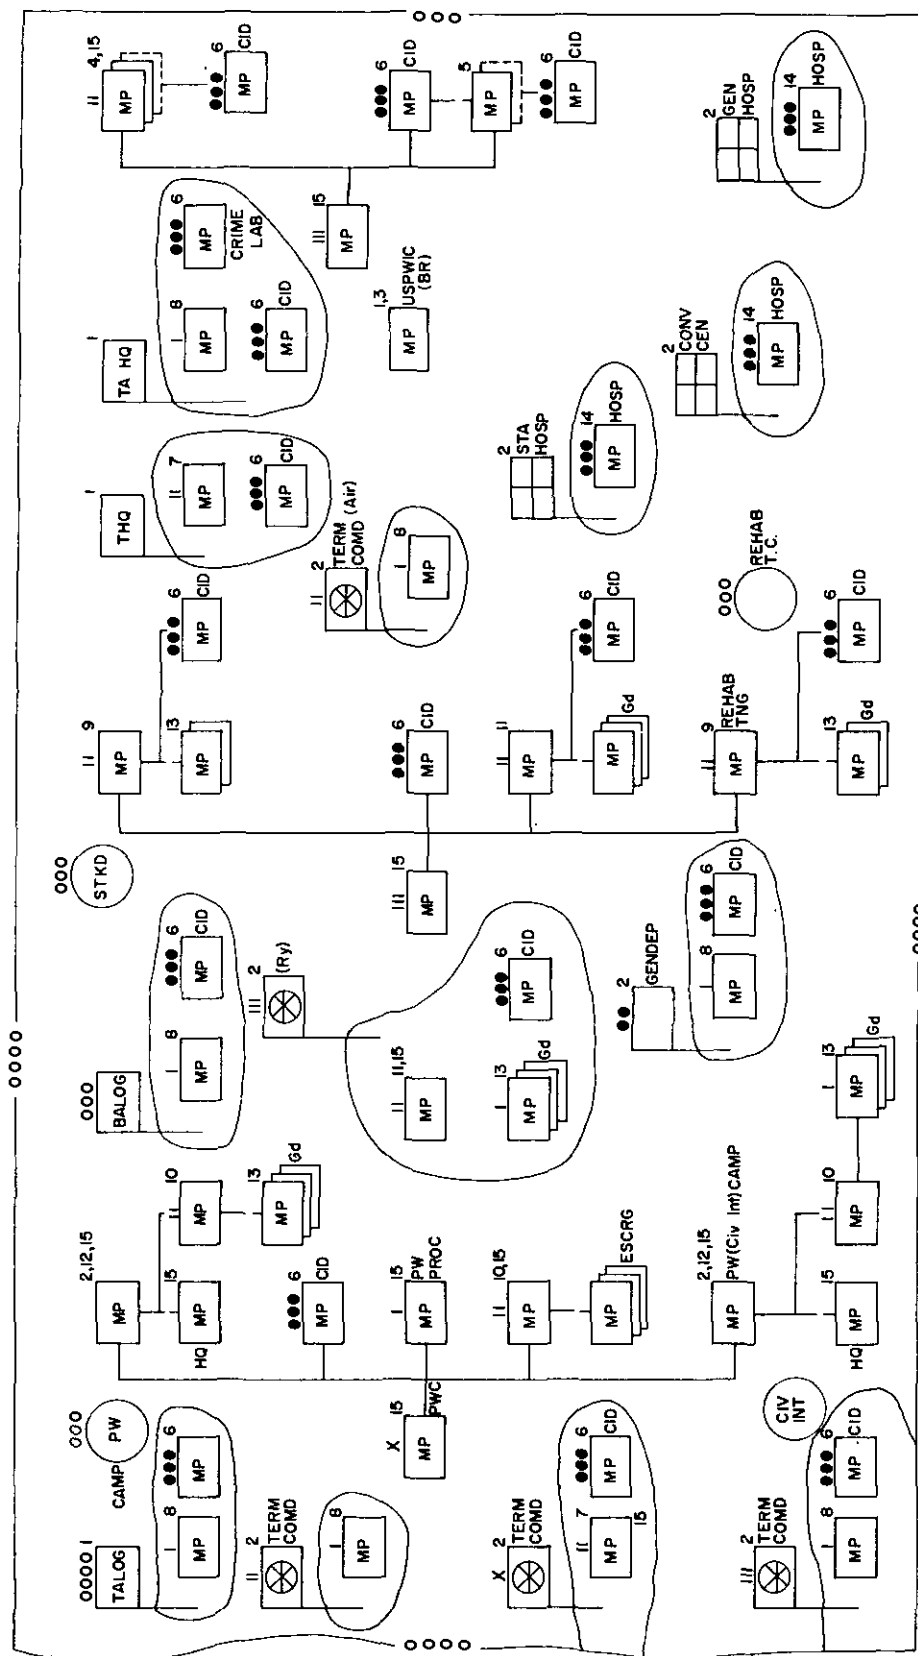 0000
0000 1
TALOG
CAMP
000
PW
2,12,15
MP
000
BALOG
000
STKD
II 9
MP
1
THQ
1
TA HQ
II 4,15
MP
I 8
MP
6
MP
15
MP
HQ
II 10
MP
13
MP
Gd
I 8
MP
6
MP
CID
13
MP
6
MP
CID
II 7
MP
6
MP
CID
I 8
MP
6
MP
CRIME
LAB
6
MP
CID
6
MP
CID
II 2
TERM
COMD
I 8
MP
6
MP
CID
III 2
(Ry)
II 2
TERM
COMD (Air)
I 8
MP
III 15
MP
0000
X 15
MP
PWC
I 15
MP
PW
PROC
II 11,15
MP
III 15
MP
6
MP
CID
1,3
MP
USPWIC
(BR)
6
MP
CID
000
X 2
TERM
COMD
II 7
MP
15
6
MP
CID
II 10,15
MP
MP
ESCRG
I 13
MP
Gd
6
MP
CID
II 11
MP
MP
Gd
6
MP
CID
2
STA
HOSP
14
MP
HOSP
5
MP
6
MP
CID
III 2
TERM
COMD
I 8
MP
6
MP
CID
CIV
INT
2,12,15
MP
PW(Civ Int)CAMP
15
MP
HQ
II 10
MP
I 13
MP
Gd
2
GENDEP
I 8
MP
6
MP
CID
II 9
MP
REHAB
TNG
13
MP
Gd
6
MP
CID
000
REHAB
T.C.
2
CONV
CEN
14
MP
HOSP
2
GEN
HOSP
14
MP
HOSP
0000